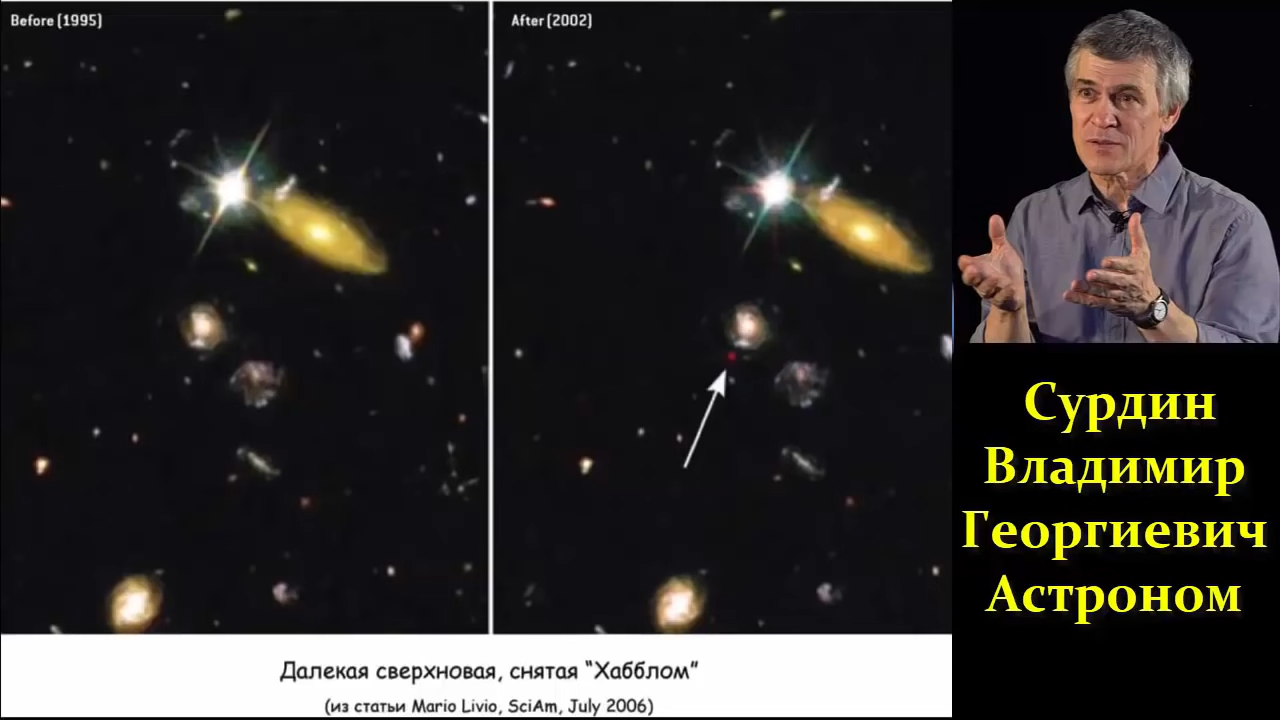 Before (1995)
After (2002)
Далекая сверхновая, снятая “Хабблом”
(из статьи Mario Livio, SciAm, July 2006)
Сурдин
Владимир
Георгиевич
Астроном